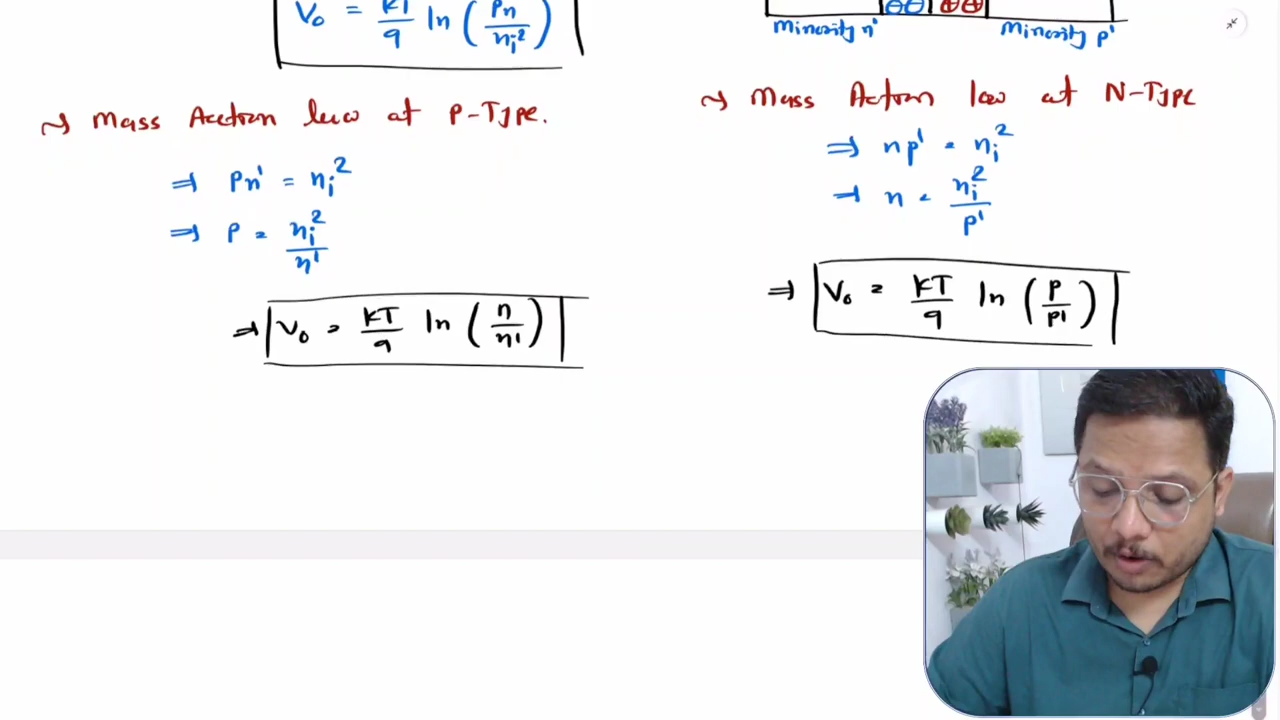 V₀ = kT/q ln (pn/nᵢ²)
Minority n'
Minority p'
→ Mass Action law at P-Type.
⇒ pn' = nᵢ²
⇒ p = nᵢ²/n'
⇒ V₀ = kT/q ln (n/n')
→ Mass Action law at N-Type
⇒ np' = nᵢ²
→ n = nᵢ²/p'
⇒ V₀ = kT/q ln (p/p')